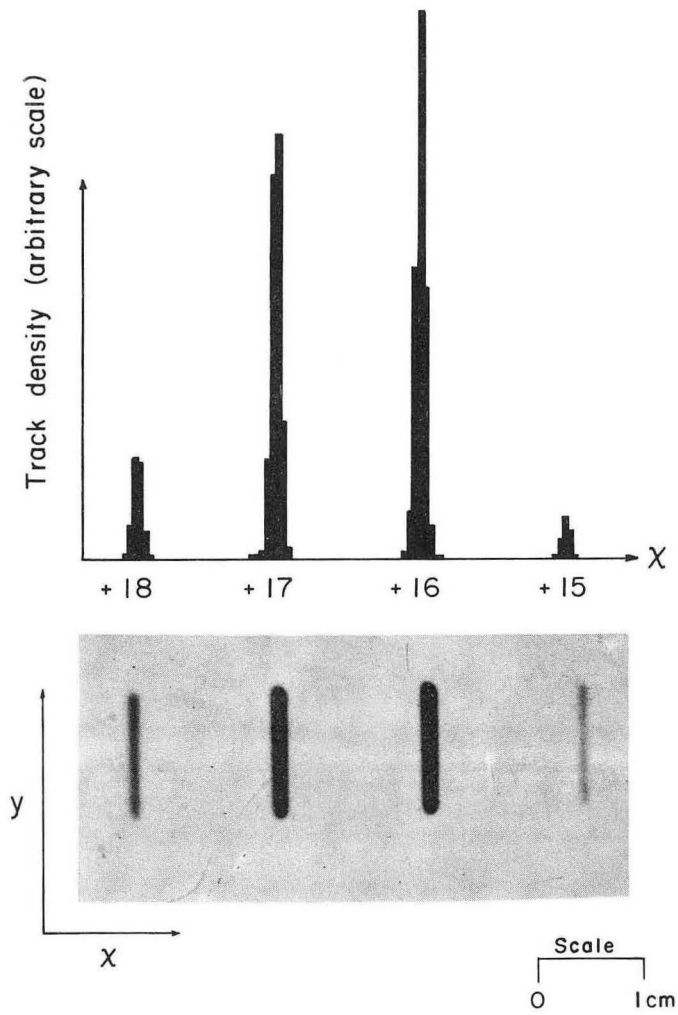 Track density (arbitrary scale)
χ
+ 18 + 17 + 16 + 15
y
χ
Scale
0 1cm